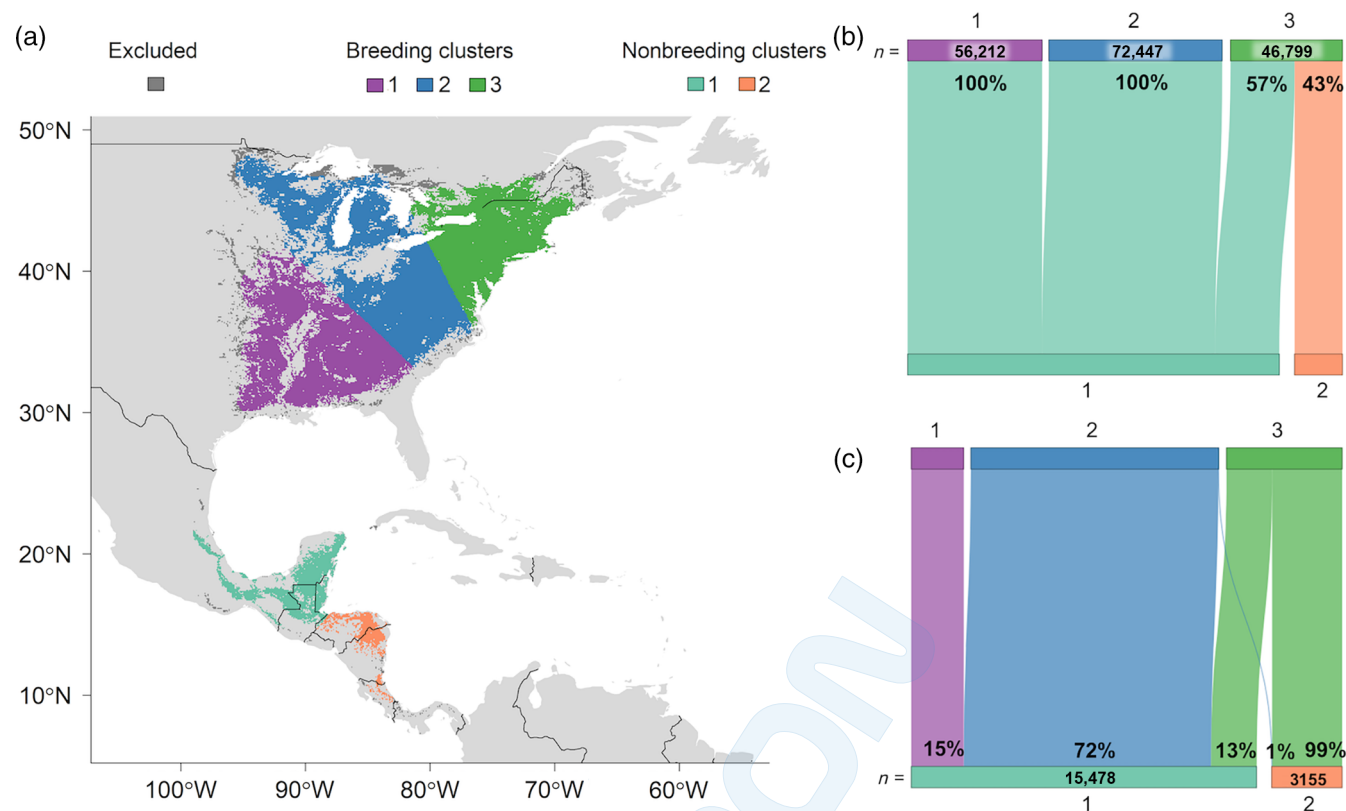 (a)
Excluded
Breeding clusters
1 2 3
Nonbreeding clusters
1 2
50°N
40°N
30°N
20°W
10°W
100°W 90°W 80°W 70°W 60°W
(b)
1 2 3
n = 56,212 72,447 46,799
100% 100% 57% 43%
1 2
(c)
1 2 3
15% 72% 13% 1% 99%
n = 15,478 3155
1 2